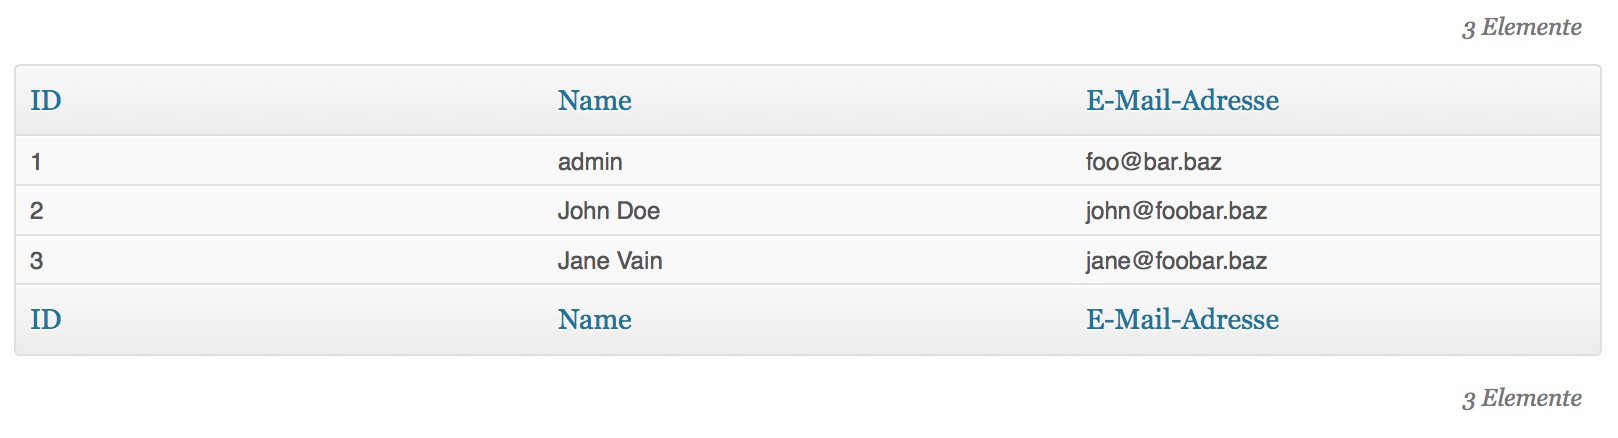 3 Elemente
ID Name E-Mail-Adresse
1 admin foo@bar.baz
2 John Doe john@foobar.baz
3 Jane Vain jane@foobar.baz
ID Name E-Mail-Adresse
3 Elemente